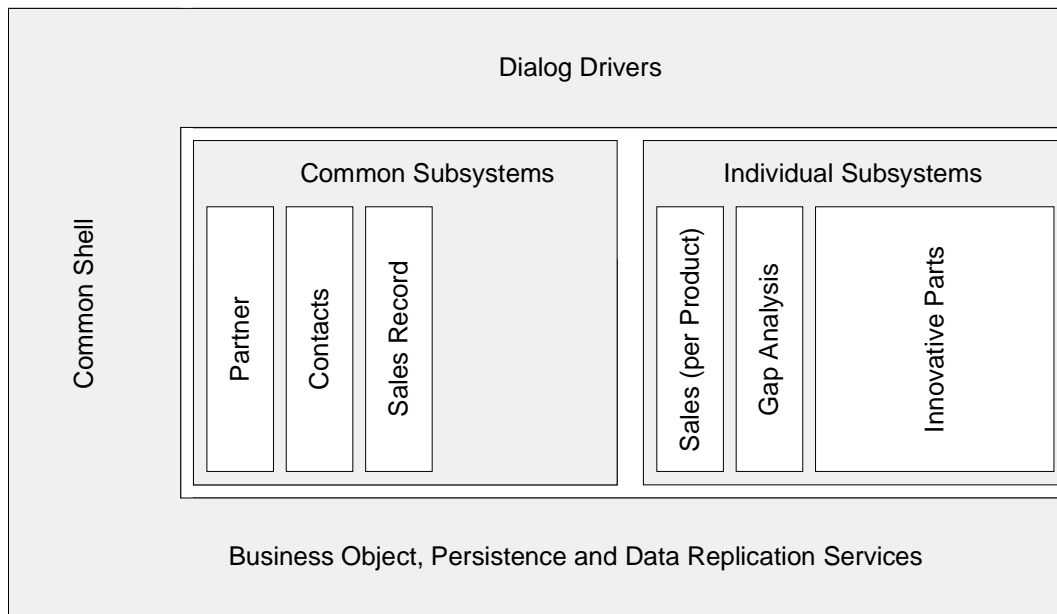 Dialog Drivers
Common Shell
Common Subsystems
Partner
Contacts
Sales Record
Individual Subsystems
Sales (per Product)
Gap Analysis
Innovative Parts
Business Object, Persistence and Data Replication Services